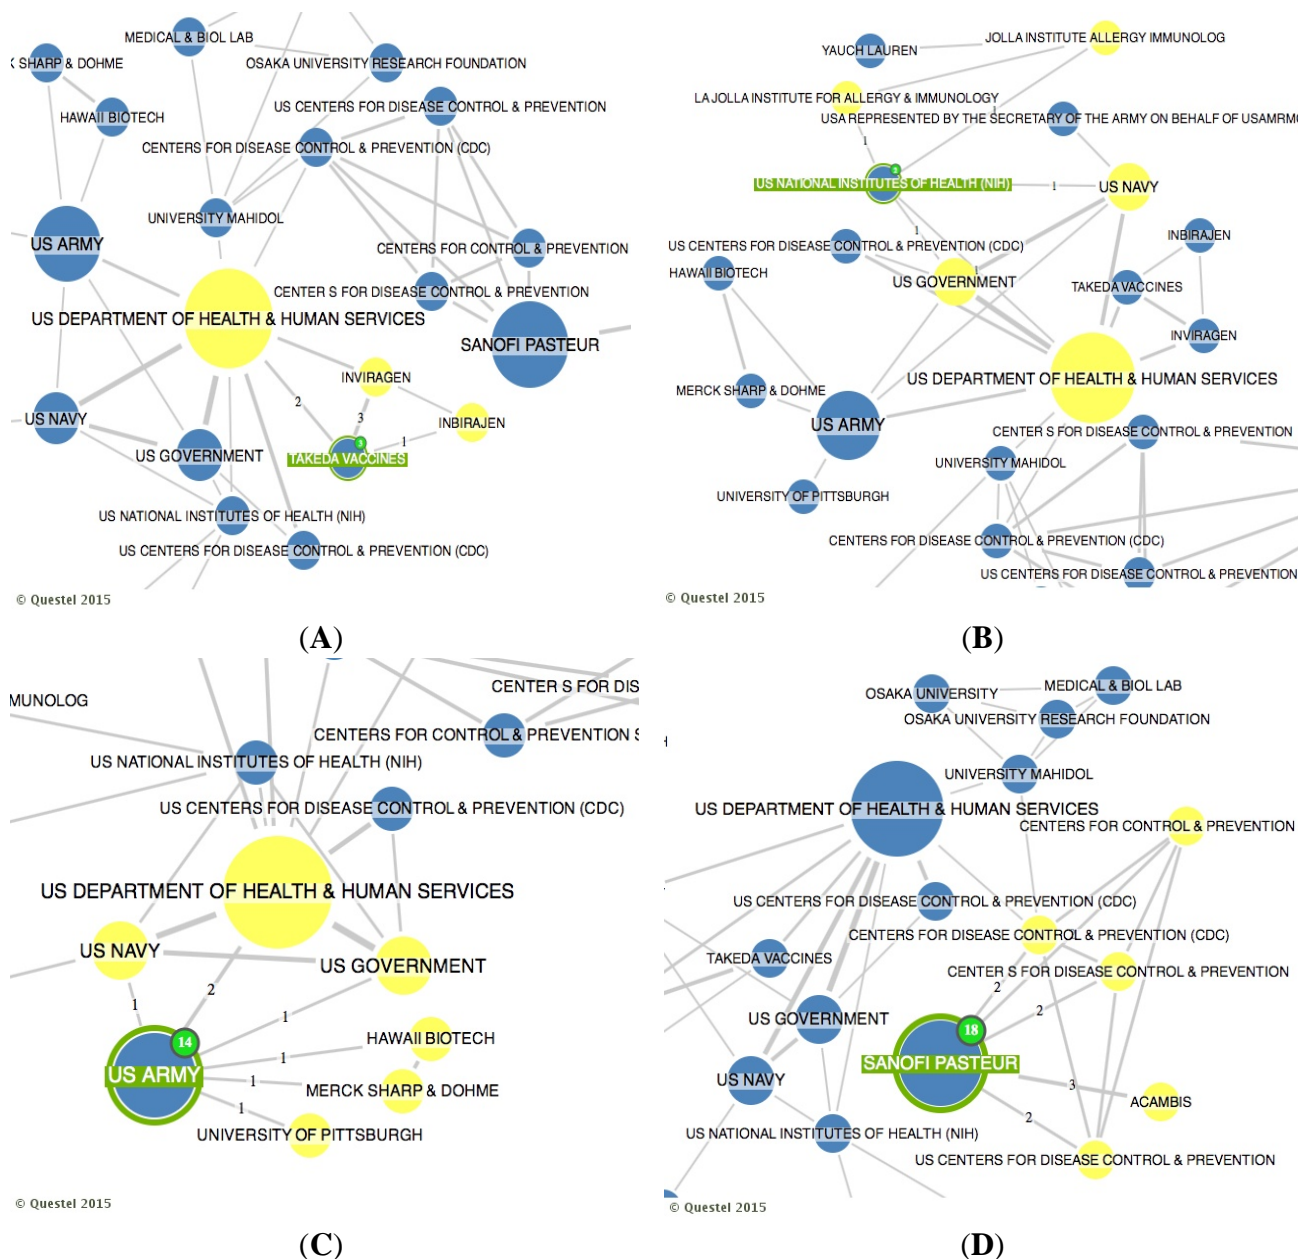 MEDICAL & BIOL LAB
K SHARP & DOHME
OSAKA UNIVERSITY RESEARCH FOUNDATION
US CENTERS FOR DISEASE CONTROL & PREVENTION
HAWAII BIOTECH
CENTERS FOR DISEASE CONTROL & PREVENTION (CDC)
UNIVERSITY MAHIDOL
US ARMY
CENTERS FOR CONTROL & PREVENTION
CENTER S FOR DISEASE CONTROL & PREVENTION
US DEPARTMENT OF HEALTH & HUMAN SERVICES
SANOFI PASTEUR
INVIRAGEN
2
3
US NAVY
INBIRAJEN
1
3
US GOVERNMENT
TAKEDA VACCINES
US NATIONAL INSTITUTES OF HEALTH (NIH)
US CENTERS FOR DISEASE CONTROL & PREVENTION (CDC)
© Questel 2015
(A)
JOLLA INSTITUTE ALLERGY IMMUNOLOG
YAUCH LAUREN
LA JOLLA INSTITUTE FOR ALLERGY & IMMUNOLOGY
1
USA REPRESENTED BY THE SECRETARY OF THE ARMY ON BEHALF OF USAMRMC
1
US NATIONAL INSTITUTES OF HEALTH (NIH)
1
US NAVY
1
INBIRAJEN
US CENTERS FOR DISEASE CONTROL & PREVENTION (CDC)
HAWAII BIOTECH
1
US GOVERNMENT
TAKEDA VACCINES
INVIRAGEN
US DEPARTMENT OF HEALTH & HUMAN SERVICES
MERCK SHARP & DOHME
US ARMY
CENTER S FOR DISEASE CONTROL & PREVENTION
UNIVERSITY MAHIDOL
UNIVERSITY OF PITTSBURGH
CENTERS FOR DISEASE CONTROL & PREVENTION (CDC)
US CENTERS FOR DISEASE CONTROL & PREVENTION
© Questel 2015
(B)
CENTER S FOR DIS
MUNOLOG
CENTERS FOR CONTROL & PREVENTION S
US NATIONAL INSTITUTES OF HEALTH (NIH)
US CENTERS FOR DISEASE CONTROL & PREVENTION (CDC)
US DEPARTMENT OF HEALTH & HUMAN SERVICES
US NAVY
US GOVERNMENT
2
1
1
14
HAWAII BIOTECH
1
US ARMY
1
MERCK SHARP & DOHME
1
UNIVERSITY OF PITTSBURGH
© Questel 2015
(C)
OSAKA UNIVERSITY
MEDICAL & BIOL LAB
OSAKA UNIVERSITY RESEARCH FOUNDATION
H
UNIVERSITY MAHIDOL
US DEPARTMENT OF HEALTH & HUMAN SERVICES
CENTERS FOR CONTROL & PREVENTION
US CENTERS FOR DISEASE CONTROL & PREVENTION (CDC)
CENTERS FOR DISEASE CONTROL & PREVENTION (CDC)
2
TAKEDA VACCINES
CENTER S FOR DISEASE CONTROL & PREVENTION
2
2
US GOVERNMENT
18
SANOFI PASTEUR
US NAVY
3
ACAMBIS
2
US NATIONAL INSTITUTES OF HEALTH (NIH)
US CENTERS FOR DISEASE CONTROL & PREVENTION
© Questel 2015
(D)